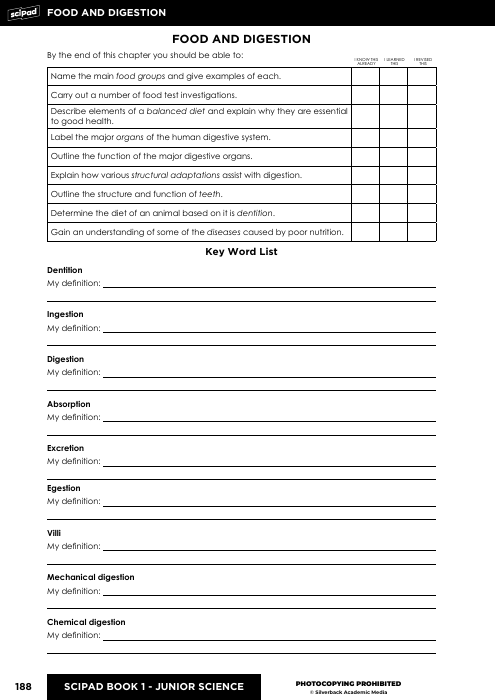 scipad FOOD AND DIGESTION
FOOD AND DIGESTION
By the end of this chapter you should be able to:
I KNOW THIS ALREADY
I LEARNED THIS
I REVISED THIS
Name the main food groups and give examples of each.
Carry out a number of food test investigations.
Describe elements of a balanced diet and explain why they are essential
to good health.
Label the major organs of the human digestive system.
Outline the function of the major digestive organs.
Explain how various structural adaptations assist with digestion.
Outline the structure and function of teeth.
Determine the diet of an animal based on it is dentition.
Gain an understanding of some of the diseases caused by poor nutrition.
Key Word List
Dentition
My definition:
Ingestion
My definition:
Digestion
My definition:
Absorption
My definition:
Excretion
My definition:
Egestion
My definition:
Villi
My definition:
Mechanical digestion
My definition:
Chemical digestion
My definition:
188 SCIPAD BOOK 1 - JUNIOR SCIENCE
PHOTOCOPYING PROHIBITED
© Silverback Academic Media